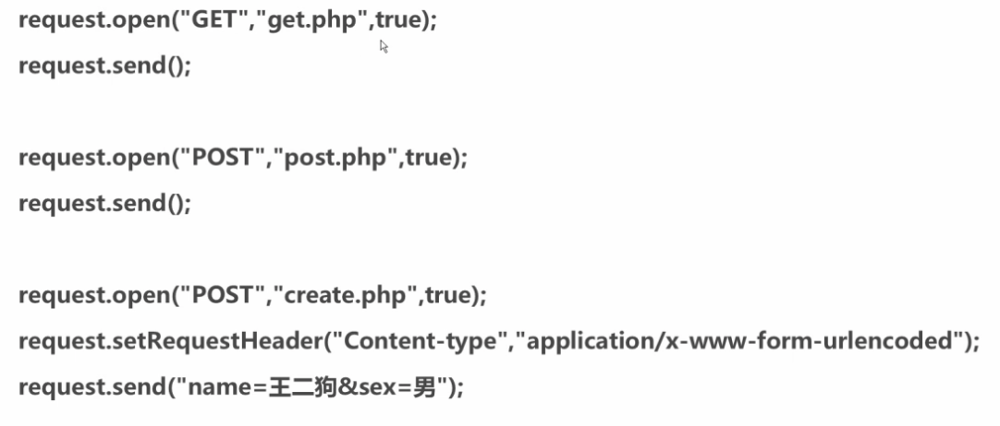 request.open("GET","get.php",true);
request.send();
request.open("POST","post.php",true);
request.send();
request.open("POST","create.php",true);
request.setRequestHeader("Content-type","application/x-www-form-urlencoded");
request.send("name=王二狗&sex=男");